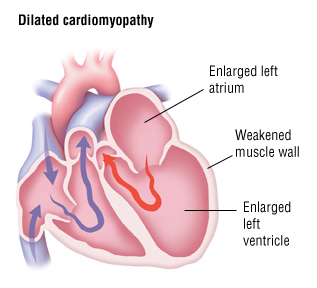 Dilated cardiomyopathy
Enlarged left
atrium
Weakened
muscle wall
Enlarged
left
ventricle